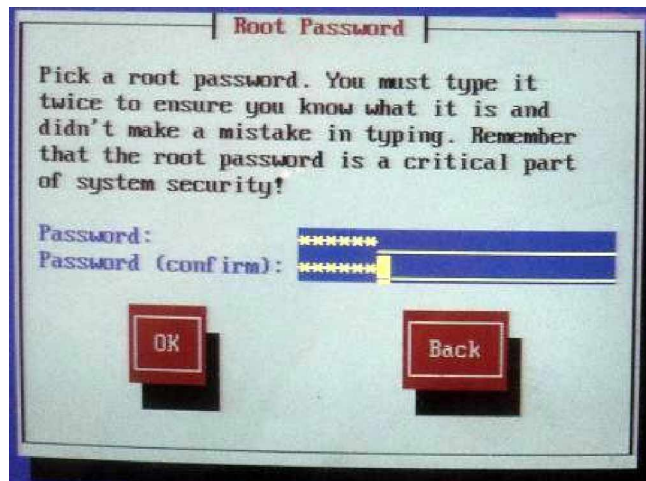 Root Password
Pick a root password. You must type it
twice to ensure you know what it is and
didn't make a mistake in typing. Remember
that the root password is a critical part
of system security!
Password: ******
Password (confirm): ******
OK Back